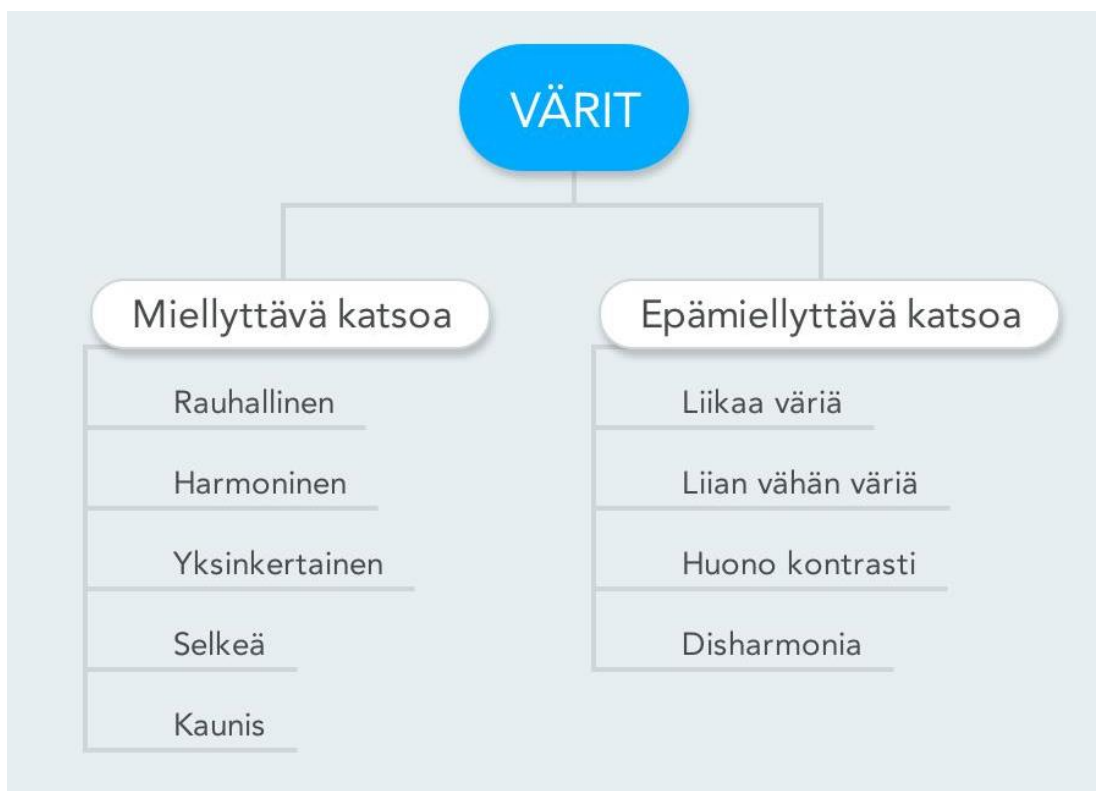 VÄRIT
Miellyttävä katsoa
Rauhallinen
Harmoninen
Yksinkertainen
Selkeä
Kaunis
Epämiellyttävä katsoa
Liikaa väriä
Liian vähän väriä
Huono kontrasti
Disharmonia